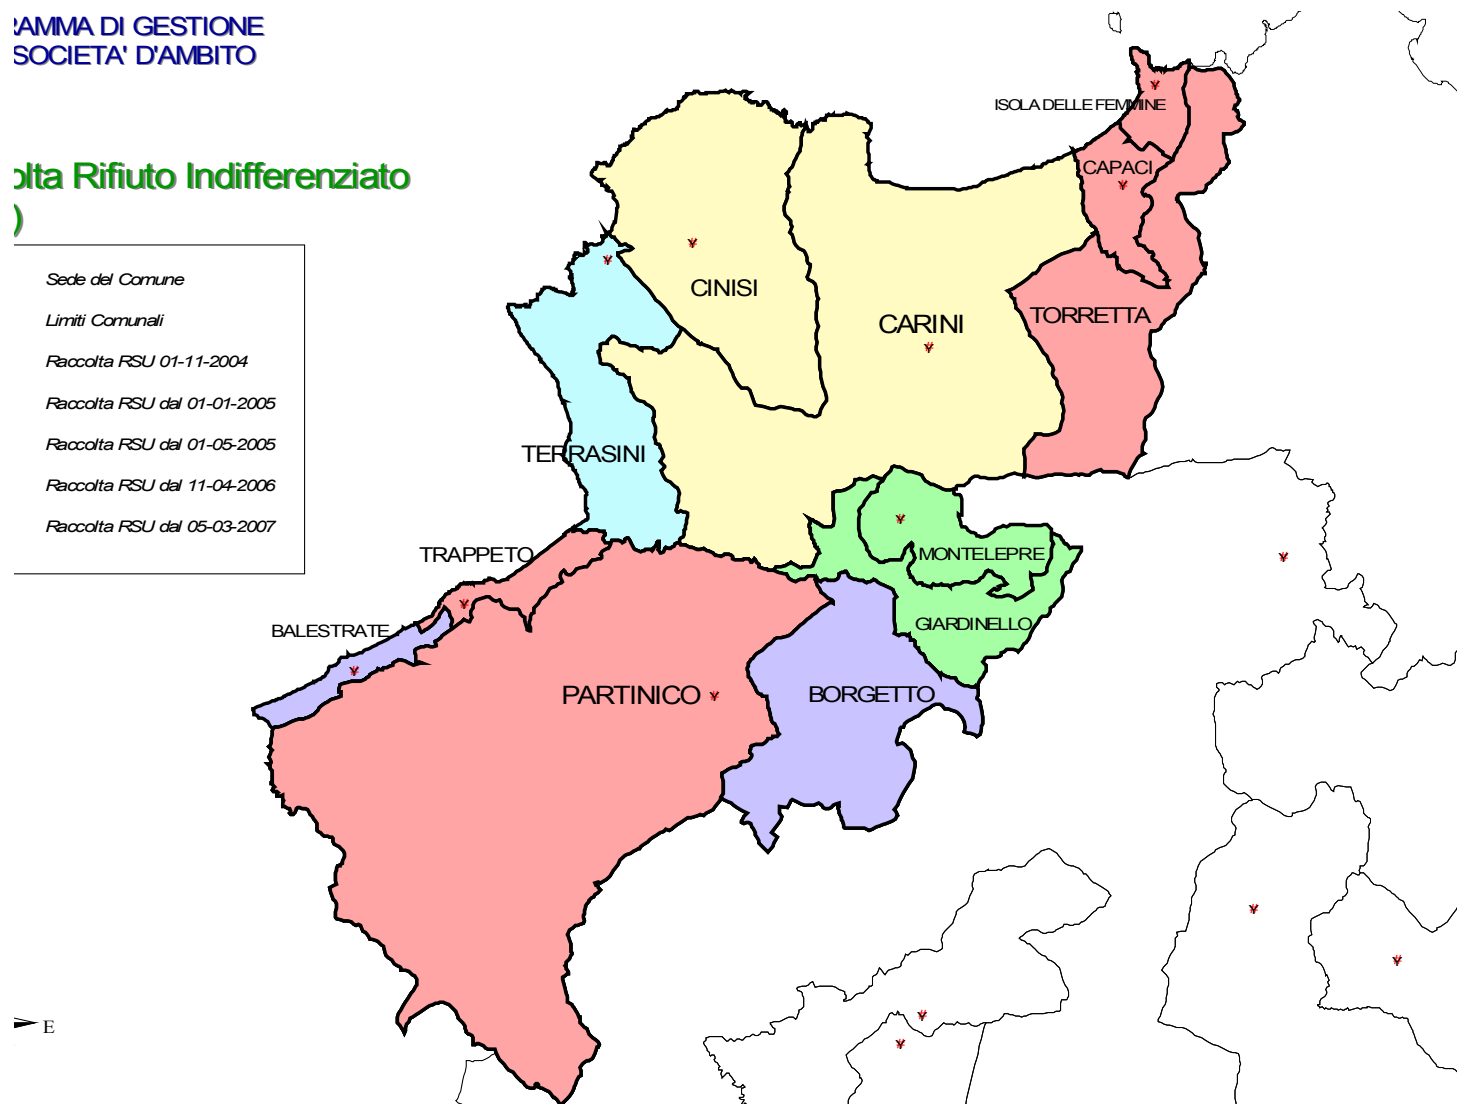 RAMMA DI GESTIONE
SOCIETA' D'AMBITO
olta Rifiuto Indifferenziato
)
Sede del Comune
Limiti Comunali
Raccolta RSU 01-11-2004
Raccolta RSU dal 01-01-2005
Raccolta RSU dal 01-05-2005
Raccolta RSU dal 11-04-2006
Raccolta RSU dal 05-03-2007
ISOLA DELLE FEMMINE
CAPACI
CINISI
CARINI
TORRETTA
TERRASINI
TRAPPETO
MONTELEPRE
BALESTRATE
GIARDINELLO
PARTINICO
BORGETTO
E